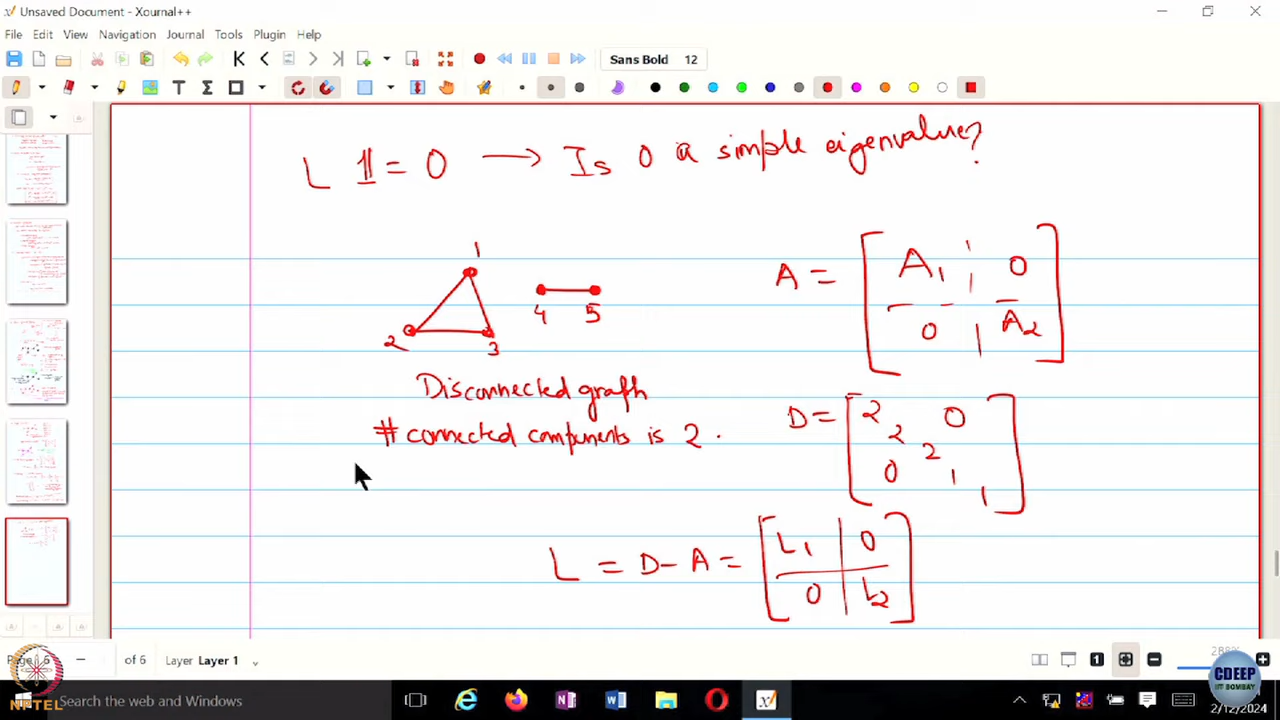 Unsaved Document - Xournal++
File Edit View Navigation Journal Tools Plugin Help
Sans Bold 12
L 𝟙 = 0 → Is 0 a simple eigenvalue?
1
2
3
4 5
A = [ A₁ 0
0 A₂ ]
Disconnected graph
# connected components is 2.
D = [ 2 0
2
2
0 1
1 ]
L = D - A = [ L₁ 0
0 L₂ ]
of 6 Layer Layer 1
288%
NPTEL
Search the web and Windows
CDEEP
IIT BOMBAY
2/12/2024